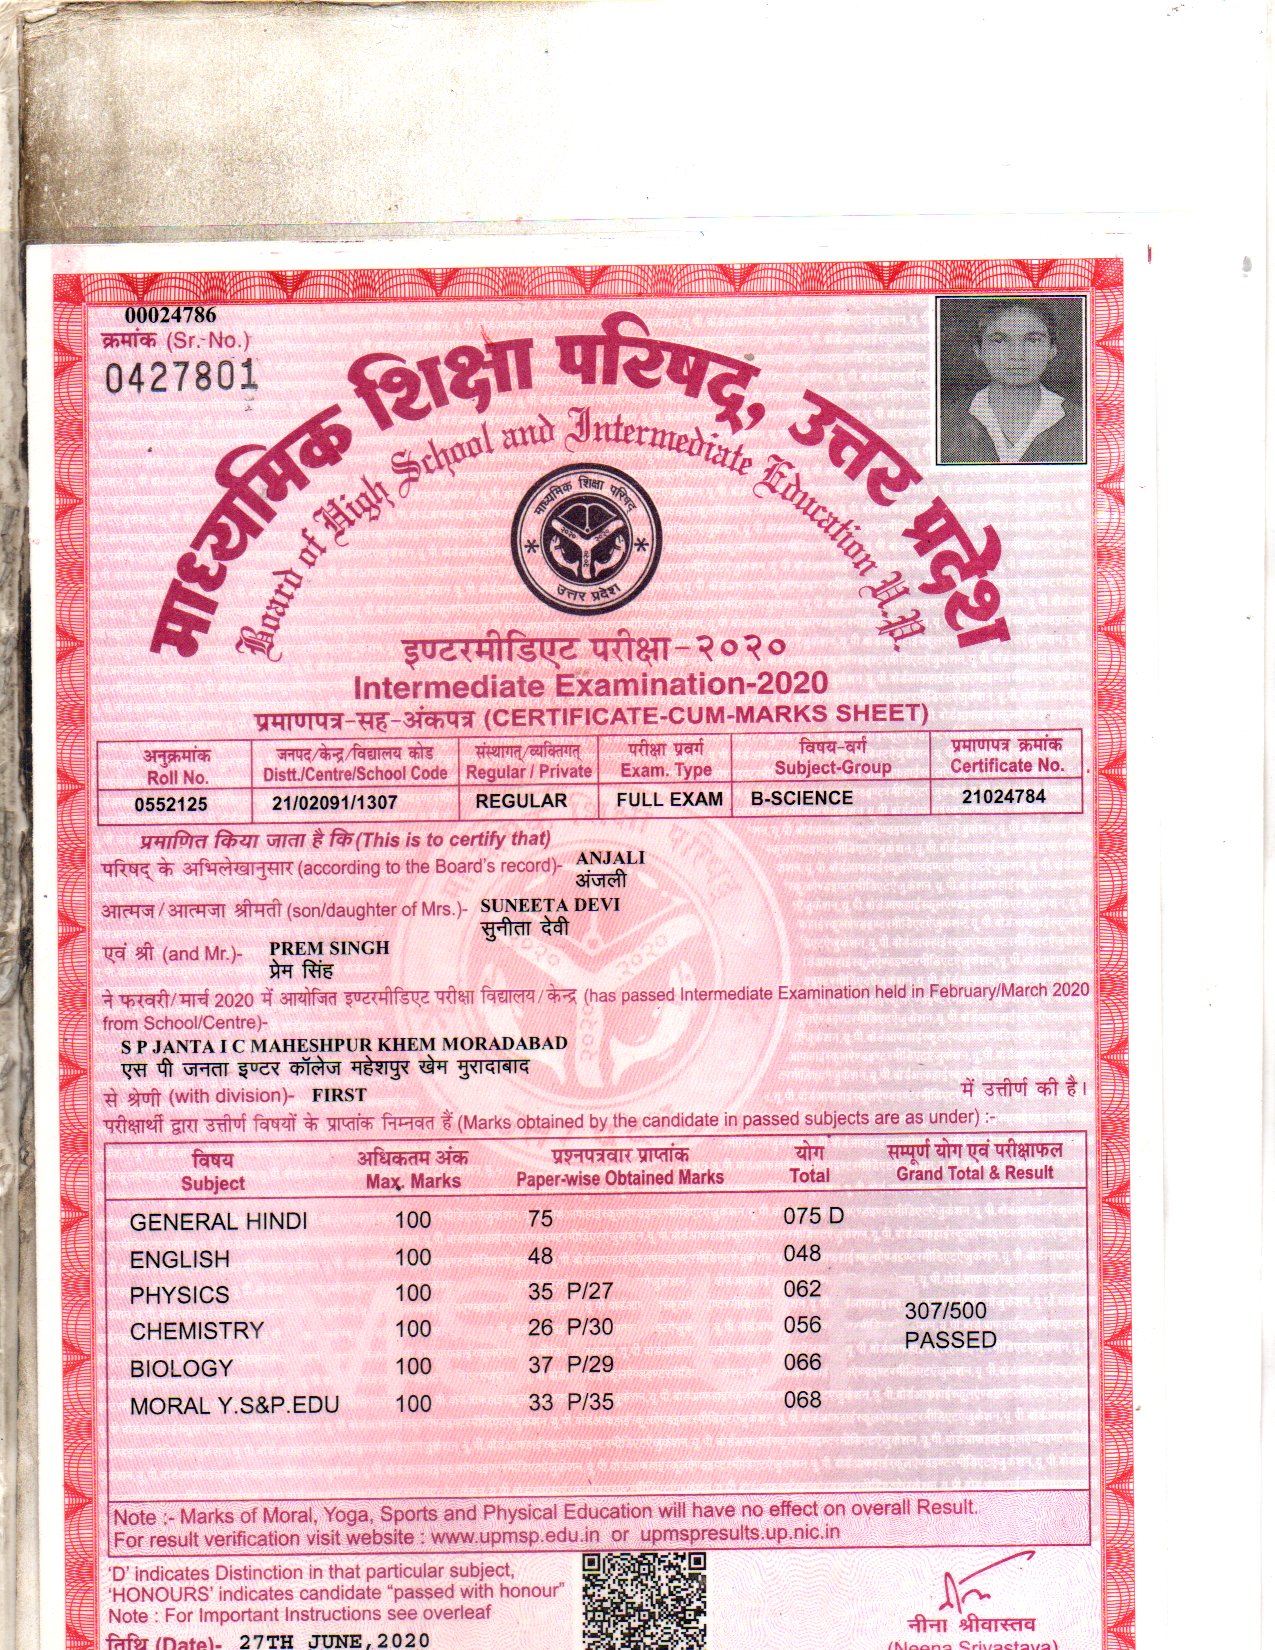 00024786
क्रमांक (Sr. No.)
0427801
माध्यमिक शिक्षा परिषद्, उत्तर प्रदेश
Board of High School and Intermediate Education U.P.
माध्यमिक शिक्षा परिषद
उत्तर प्रदेश
इण्टरमीडिएट परीक्षा-२०२०
Intermediate Examination-2020
प्रमाणपत्र-सह-अंकपत्र (CERTIFICATE-CUM-MARKS SHEET)
अनुक्रमांक जनपद/केन्द्र/विद्यालय कोड संस्थागत/व्यक्तिगत परीक्षा प्रवर्ग विषय-वर्ग प्रमाणपत्र क्रमांक
Roll No. Distt./Centre/School Code Regular / Private Exam. Type Subject-Group Certificate No.
0552125 21/02091/1307 REGULAR FULL EXAM B-SCIENCE 21024784
प्रमाणित किया जाता है कि (This is to certify that)
परिषद् के अभिलेखानुसार (according to the Board's record)- ANJALI
अंजली
आत्मज/आत्मजा श्रीमती (son/daughter of Mrs.)- SUNEETA DEVI
सुनीता देवी
एवं श्री (and Mr.)- PREM SINGH
प्रेम सिंह
ने फरवरी/मार्च 2020 में आयोजित इण्टरमीडिएट परीक्षा विद्यालय/केन्द्र (has passed Intermediate Examination held in February/March 2020
from School/Centre)-
S P JANTA I C MAHESHPUR KHEM MORADABAD
एस पी जनता इण्टर कॉलेज महेशपुर खेम मुरादाबाद
से श्रेणी (with division)- FIRST में उत्तीर्ण की है।
परीक्षार्थी द्वारा उत्तीर्ण विषयों के प्राप्तांक निम्नवत हैं (Marks obtained by the candidate in passed subjects are as under) :-
विषय अधिकतम अंक प्रश्नपत्रवार प्राप्तांक योग सम्पूर्ण योग एवं परीक्षाफल
Subject Max. Marks Paper-wise Obtained Marks Total Grand Total & Result
GENERAL HINDI 100 75 075 D
ENGLISH 100 48 048
PHYSICS 100 35 P/27 062
307/500
CHEMISTRY 100 26 P/30 056
PASSED
BIOLOGY 100 37 P/29 066
MORAL Y.S&P.EDU 100 33 P/35 068
Note :- Marks of Moral, Yoga, Sports and Physical Education will have no effect on overall Result.
For result verification visit website : www.upmsp.edu.in or upmspresults.up.nic.in
'D' indicates Distinction in that particular subject,
'HONOURS' indicates candidate "passed with honour"
Note : For Important Instructions see overleaf
नीना श्रीवास्तव
तिथि (Date)- 27TH JUNE,2020
(Neena Srivastava)